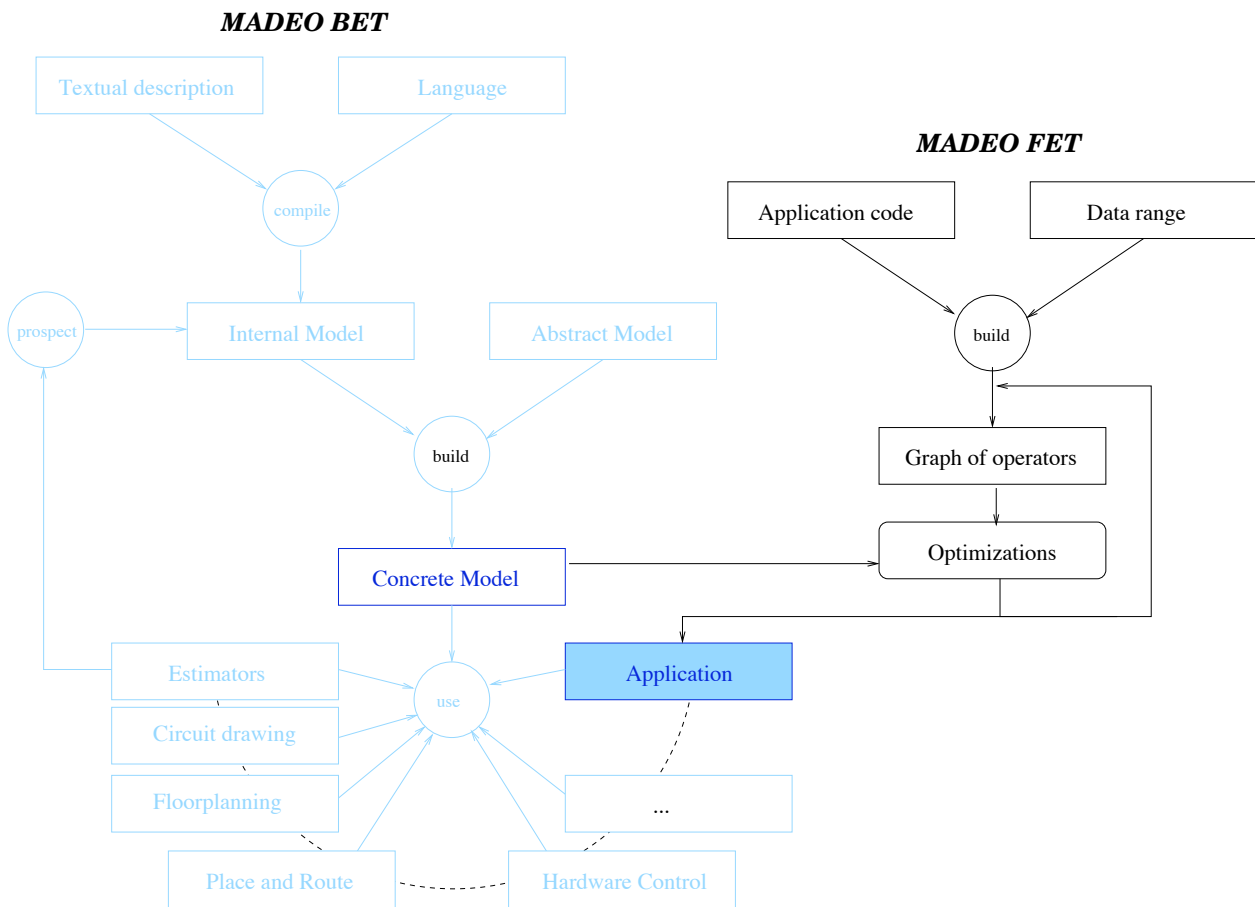 MADEO BET
Textual description
Language
MADEO FET
Application code
Data range
compile
prospect
Internal Model
Abstract Model
build
build
Graph of operators
Optimizations
Concrete Model
Estimators
use
Application
Circuit drawing
Floorplanning
...
Place and Route
Hardware Control